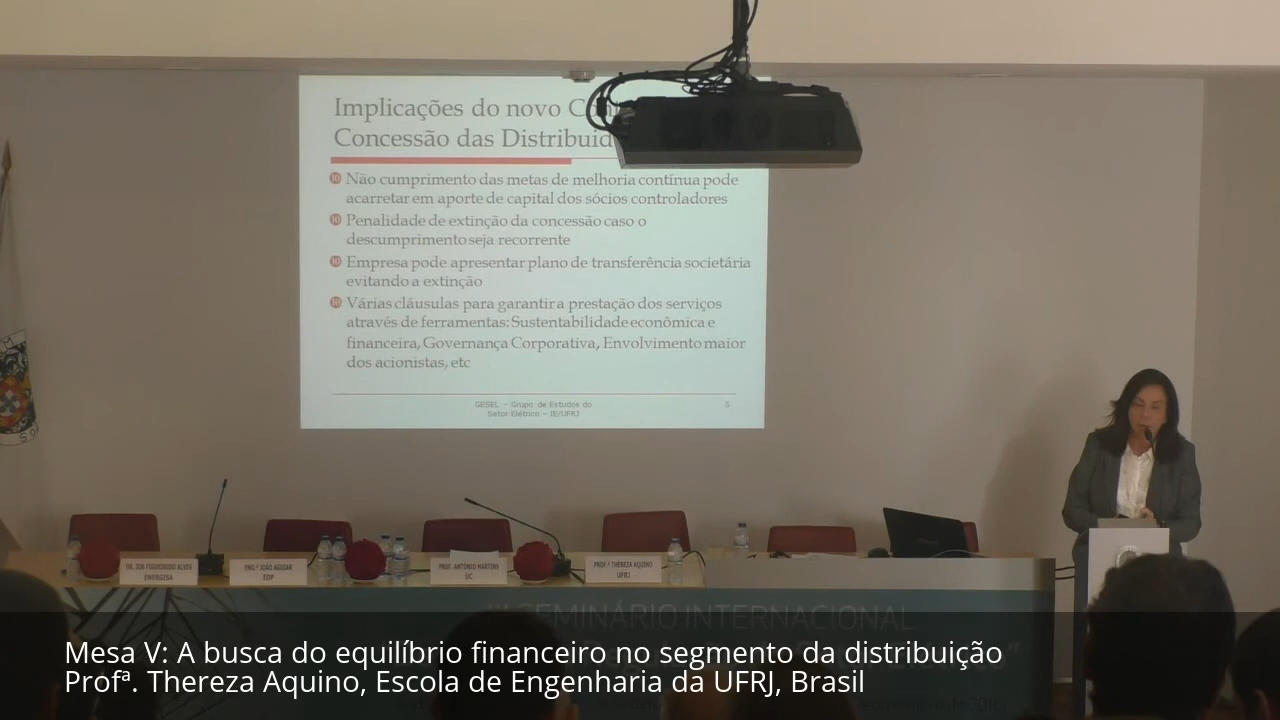 Implicações do novo
Concessão das Distribuid
Não cumprimento das metas de melhoria contínua pode
acarretar em aporte de capital dos sócios controladores
Penalidade de extinção da concessão caso o
descumprimento seja recorrente
Empresa pode apresentar plano de transferência societária
evitando a extinção
Várias cláusulas para garantir a prestação dos serviços
através de ferramentas: Sustentabilidade econômica e
financeira, Governança Corporativa, Envolvimento maior
dos acionistas, etc
GESEL - Grupo de Estudos do
Setor Elétrico - IE/UFRJ
5
ENERGISA
ENG.º JOÃO AGUIAR
EDP
PROF. ANTÓNIO MARTINS
UC
PROF.ª THEREZA AQUINO
UFRJ
SEMINÁRIO INTERNACIONAL
Mesa V: A busca do equilíbrio financeiro no segmento da distribuição
Profª. Thereza Aquino, Escola de Engenharia da UFRJ, Brasil